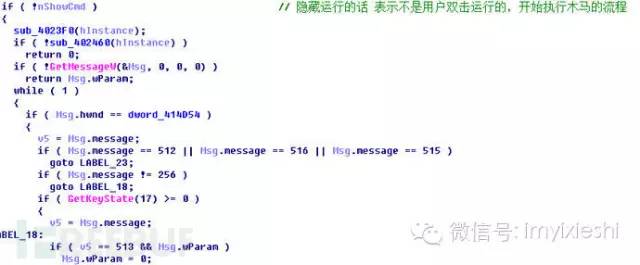 if ( !nShowCmd ) // 隐藏运行的话 表示不是用户双击运行的，开始执行木马的流程
{
sub_4023F0(hInstance);
if ( !sub_402460(hInstance) )
return 0;
if ( !GetMessageW(&Msg, 0, 0, 0) )
return Msg.wParam;
while ( 1 )
{
if ( Msg.hwnd == dword_414D54 )
{
v5 = Msg.message;
if ( Msg.message == 512 || Msg.message == 516 || Msg.message == 515 )
goto LABEL_23;
if ( Msg.message != 256 )
goto LABEL_18;
if ( GetKeyState(17) >= 0 )
{
v5 = Msg.message;
ABEL_18:
if ( v5 == 513 && Msg.wParam )
Msg.wParam = 0;
REEBUF
微信号: imyixieshi